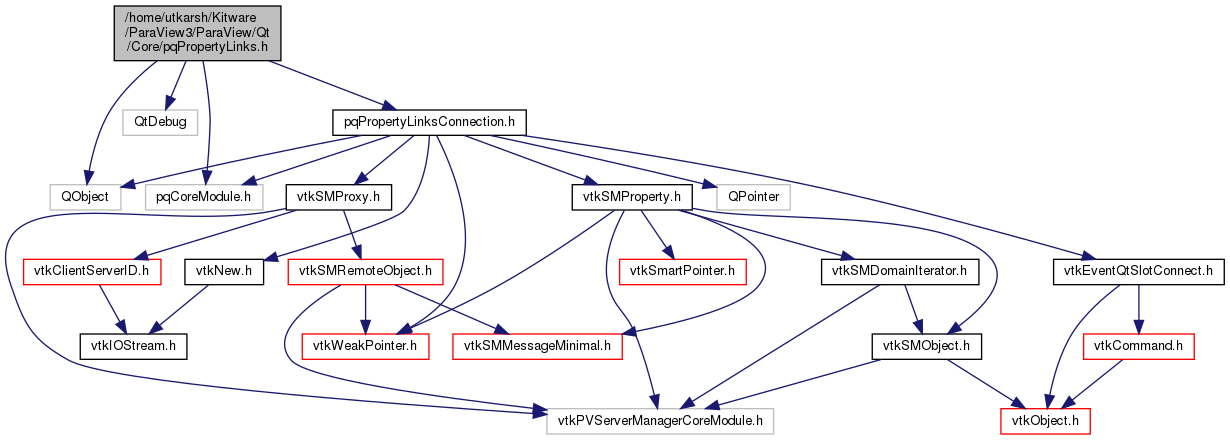 /home/utkarsh/Kitware
/ParaView3/ParaView/Qt
/Core/pqPropertyLinks.h
QtDebug
pqPropertyLinksConnection.h
QObject
pqCoreModule.h
vtkSMProxy.h
vtkSMProperty.h
QPointer
vtkClientServerID.h
vtkNew.h
vtkSMRemoteObject.h
vtkSmartPointer.h
vtkSMDomainIterator.h
vtkEventQtSlotConnect.h
vtkIOStream.h
vtkWeakPointer.h
vtkSMMessageMinimal.h
vtkSMObject.h
vtkCommand.h
vtkPVServerManagerCoreModule.h
vtkObject.h